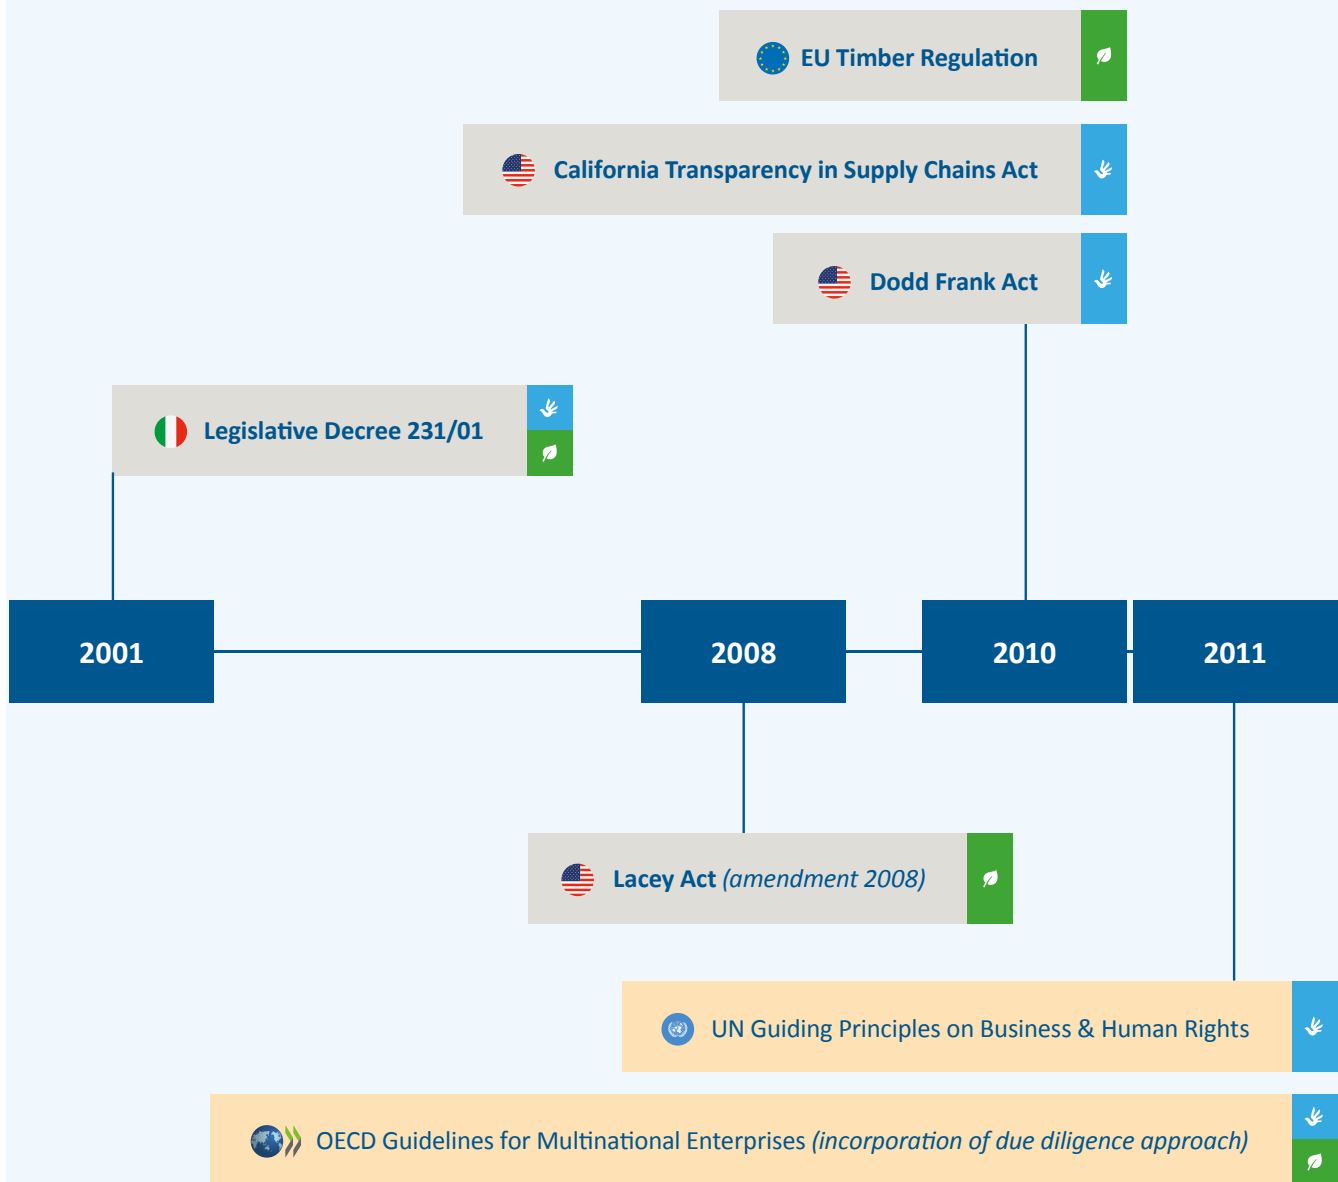 EU Timber Regulation
California Transparency in Supply Chains Act
Dodd Frank Act
Legislative Decree 231/01
2001
2008
2010
2011
Lacey Act (amendment 2008)
UN Guiding Principles on Business & Human Rights
OECD Guidelines for Multinational Enterprises (incorporation of due diligence approach)